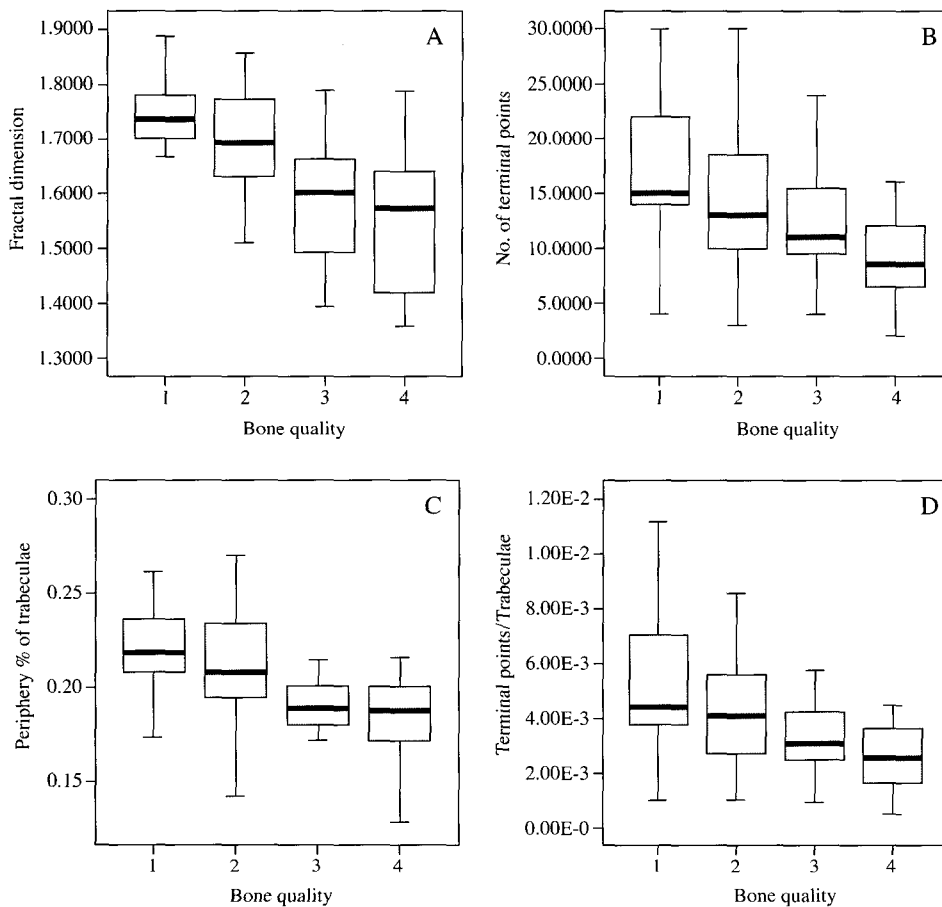 A
Fractal dimension
1.9000
1.8000
1.7000
1.6000
1.5000
1.4000
1.3000
1 2 3 4
Bone quality
B
No. of terminal points
30.0000
25.0000
20.0000
15.0000
10.0000
5.0000
0.0000
1 2 3 4
Bone quality
C
Periphery % of trabeculae
0.30
0.25
0.20
0.15
1 2 3 4
Bone quality
D
Terminal points/Trabeculae
1.20E-2
1.00E-2
8.00E-3
6.00E-3
4.00E-3
2.00E-3
0.00E-0
1 2 3 4
Bone quality